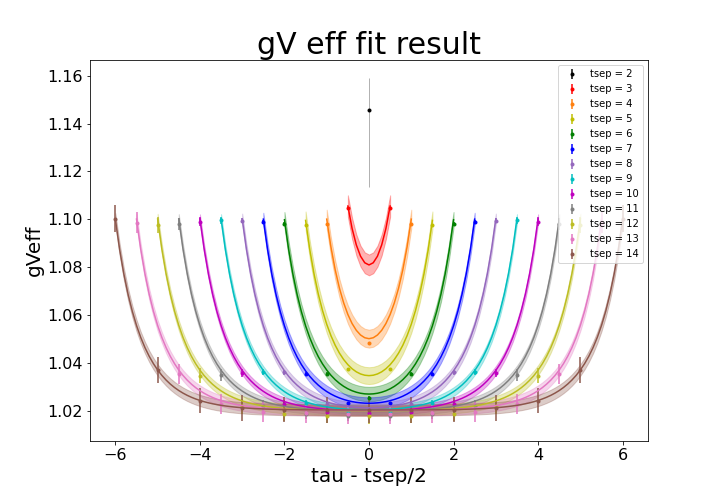 gV eff fit result
gVeff
1.16
1.14
1.12
1.10
1.08
1.06
1.04
1.02
−6
−4
−2
0
2
4
6
tau - tsep/2
tsep = 2
tsep = 3
tsep = 4
tsep = 5
tsep = 6
tsep = 7
tsep = 8
tsep = 9
tsep = 10
tsep = 11
tsep = 12
tsep = 13
tsep = 14